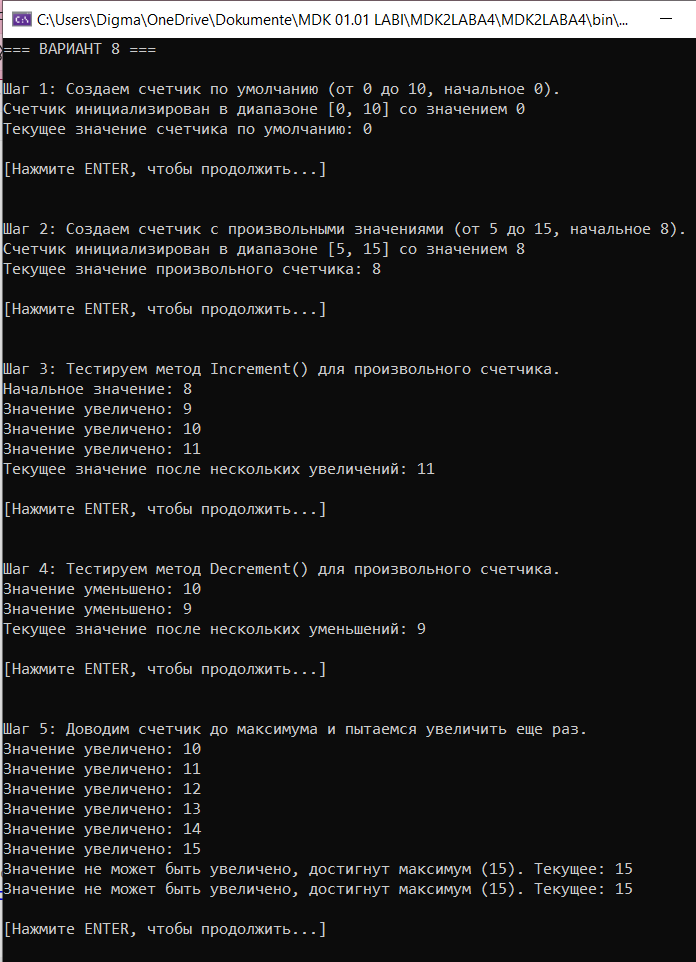 C:\Users\Digma\OneDrive\Dokumente\MDK 01.01 LABI\MDK2LABA4\MDK2LABA4\bin\...
=== ВАРИАНТ 8 ===
Шаг 1: Создаем счетчик по умолчанию (от 0 до 10, начальное 0).
Счетчик инициализирован в диапазоне [0, 10] со значением 0
Текущее значение счетчика по умолчанию: 0
[Нажмите ENTER, чтобы продолжить...]
Шаг 2: Создаем счетчик с произвольными значениями (от 5 до 15, начальное 8).
Счетчик инициализирован в диапазоне [5, 15] со значением 8
Текущее значение произвольного счетчика: 8
[Нажмите ENTER, чтобы продолжить...]
Шаг 3: Тестируем метод Increment() для произвольного счетчика.
Начальное значение: 8
Значение увеличено: 9
Значение увеличено: 10
Значение увеличено: 11
Текущее значение после нескольких увеличений: 11
[Нажмите ENTER, чтобы продолжить...]
Шаг 4: Тестируем метод Decrement() для произвольного счетчика.
Значение уменьшено: 10
Значение уменьшено: 9
Текущее значение после нескольких уменьшений: 9
[Нажмите ENTER, чтобы продолжить...]
Шаг 5: Доводим счетчик до максимума и пытаемся увеличить еще раз.
Значение увеличено: 10
Значение увеличено: 11
Значение увеличено: 12
Значение увеличено: 13
Значение увеличено: 14
Значение увеличено: 15
Значение не может быть увеличено, достигнут максимум (15). Текущее: 15
Значение не может быть увеличено, достигнут максимум (15). Текущее: 15
[Нажмите ENTER, чтобы продолжить...]